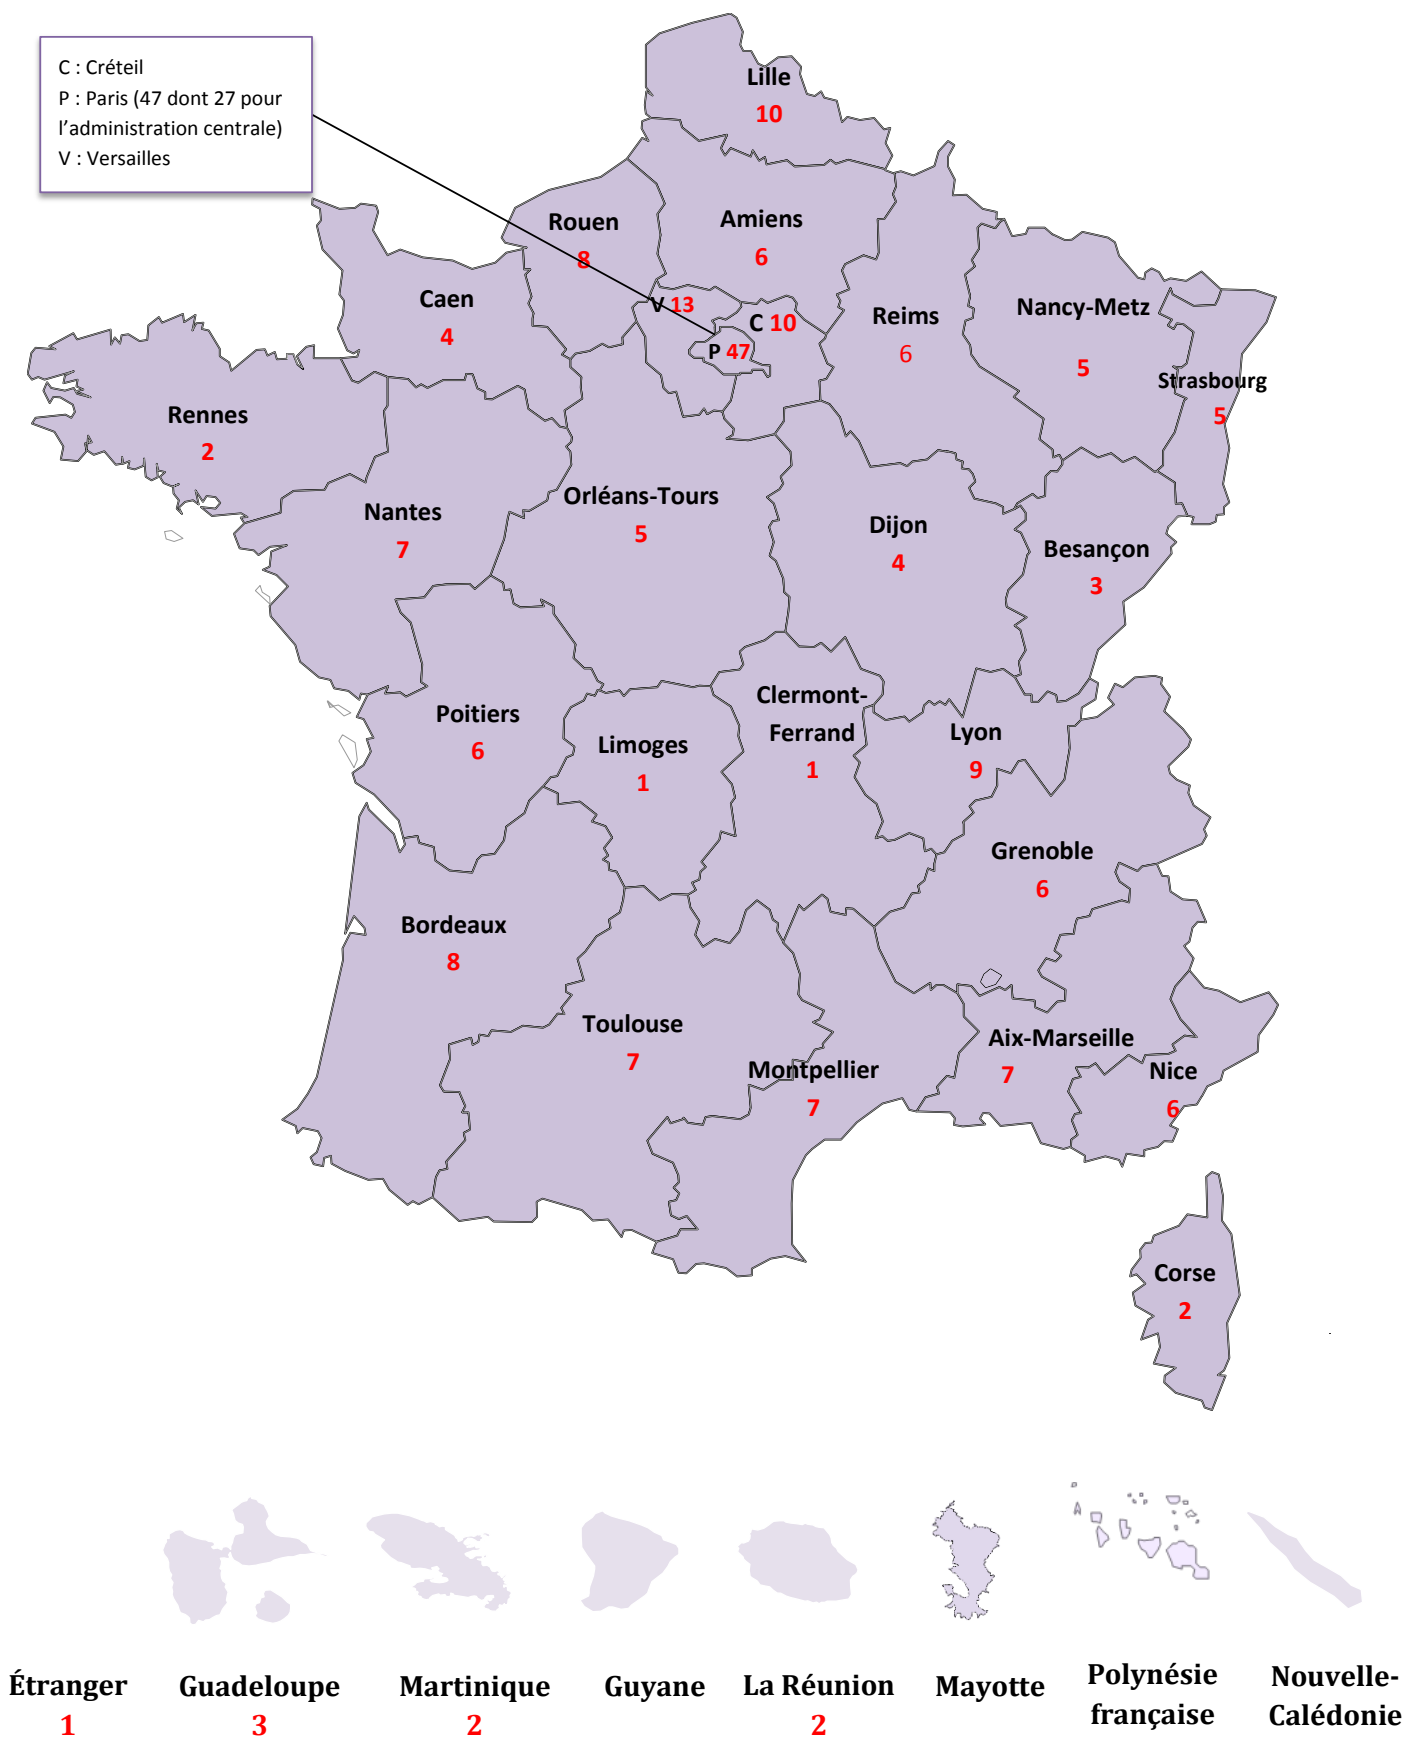 C : Créteil
P : Paris (47 dont 27 pour
l’administration centrale)
V : Versailles
Lille
10
Rouen
8
Amiens
6
Caen
4
V 13
C 10
P 47
Reims
6
Nancy-Metz
5
Strasbourg
5
Rennes
2
Nantes
7
Orléans-Tours
5
Dijon
4
Besançon
3
Poitiers
6
Limoges
1
Clermont-
Ferrand
1
Lyon
9
Grenoble
6
Bordeaux
8
Toulouse
7
Montpellier
7
Aix-Marseille
7
Nice
6
Corse
2
Étranger
1
Guadeloupe
3
Martinique
2
Guyane
La Réunion
2
Mayotte
Polynésie
française
Nouvelle-
Calédonie